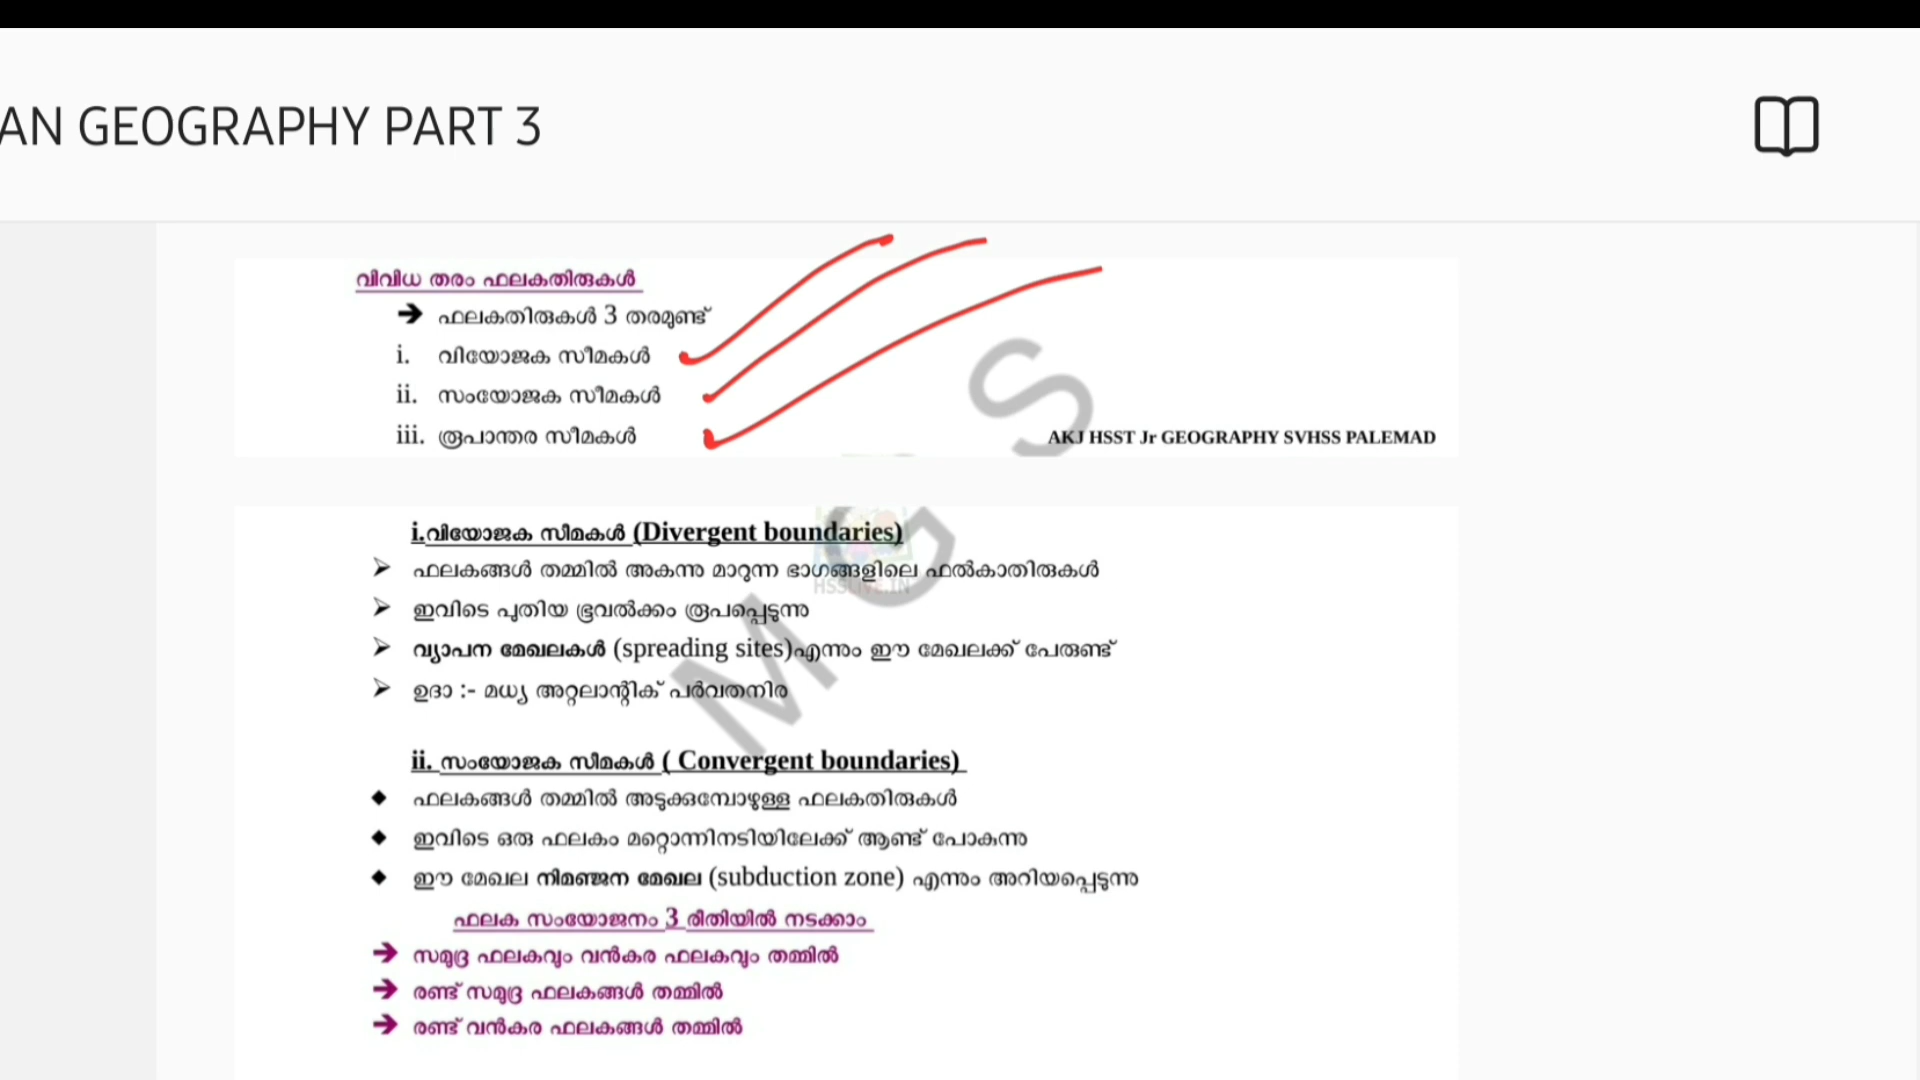 AN GEOGRAPHY PART 3
വിവിധ തരം ഫലകതിരുകൾ
➔ ഫലകതിരുകൾ 3 തരമുണ്ട്
i. വിയോജക സീമകൾ
ii. സംയോജക സീമകൾ
iii. രൂപാന്തര സീമകൾ
AKJ HSST Jr GEOGRAPHY SVHSS PALEMAD
M G S
HSSLIVE.IN
i.വിയോജക സീമകൾ (Divergent boundaries)
➢ ഫലകങ്ങൾ തമ്മിൽ അകന്നു മാറുന്ന ഭാഗങ്ങളിലെ ഫൽകാതിരുകൾ
➢ ഇവിടെ പുതിയ ഭൂവൽക്കം രൂപപ്പെടുന്നു
➢ വ്യാപന മേഖലകൾ (spreading sites)എന്നും ഈ മേഖലക്ക് പേരുണ്ട്
➢ ഉദാ :- മധ്യ അറ്റ്ലാന്റിക് പർവതനിര
ii. സംയോജക സീമകൾ ( Convergent boundaries)
◆ ഫലകങ്ങൾ തമ്മിൽ അടുക്കുമ്പോഴുള്ള ഫലകതിരുകൾ
◆ ഇവിടെ ഒരു ഫലകം മറ്റൊന്നിനടിയിലേക്ക് ആണ്ട് പോകുന്നു
◆ ഈ മേഖല നിമഞ്ജന മേഖല (subduction zone) എന്നും അറിയപ്പെടുന്നു
ഫലക സംയോജനം 3 രീതിയിൽ നടക്കാം
➔ സമുദ്ര ഫലകവും വൻകര ഫലകവും തമ്മിൽ
➔ രണ്ട് സമുദ്ര ഫലകങ്ങൾ തമ്മിൽ
➔ രണ്ട് വൻകര ഫലകങ്ങൾ തമ്മിൽ